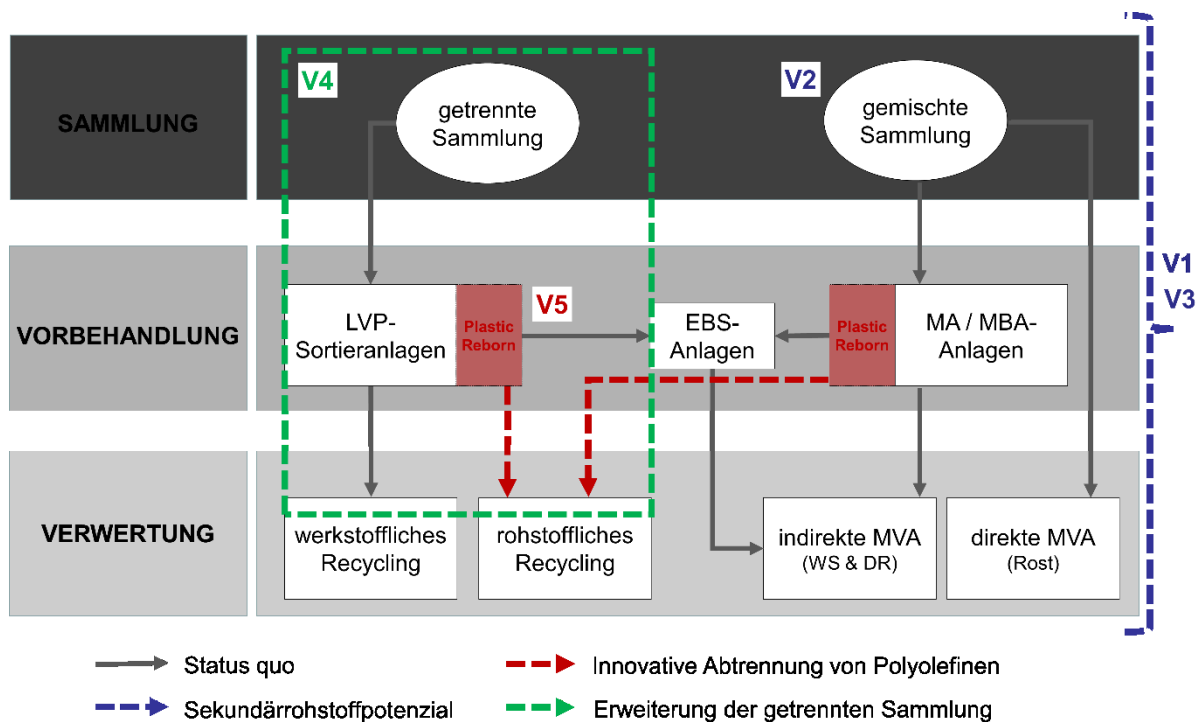 V4
V2
SAMMLUNG
getrennte
Sammlung
gemischte
Sammlung
V1
V3
VORBEHANDLUNG
LVP-
Sortieranlagen
Plastic
Reborn
V5
EBS-
Anlagen
Plastic
Reborn
MA / MBA-
Anlagen
VERWERTUNG
werkstoffliches
Recycling
rohstoffliches
Recycling
indirekte MVA
(WS & DR)
direkte MVA
(Rost)
Status quo
Innovative Abtrennung von Polyolefinen
Sekundärrohstoffpotenzial
Erweiterung der getrennten Sammlung